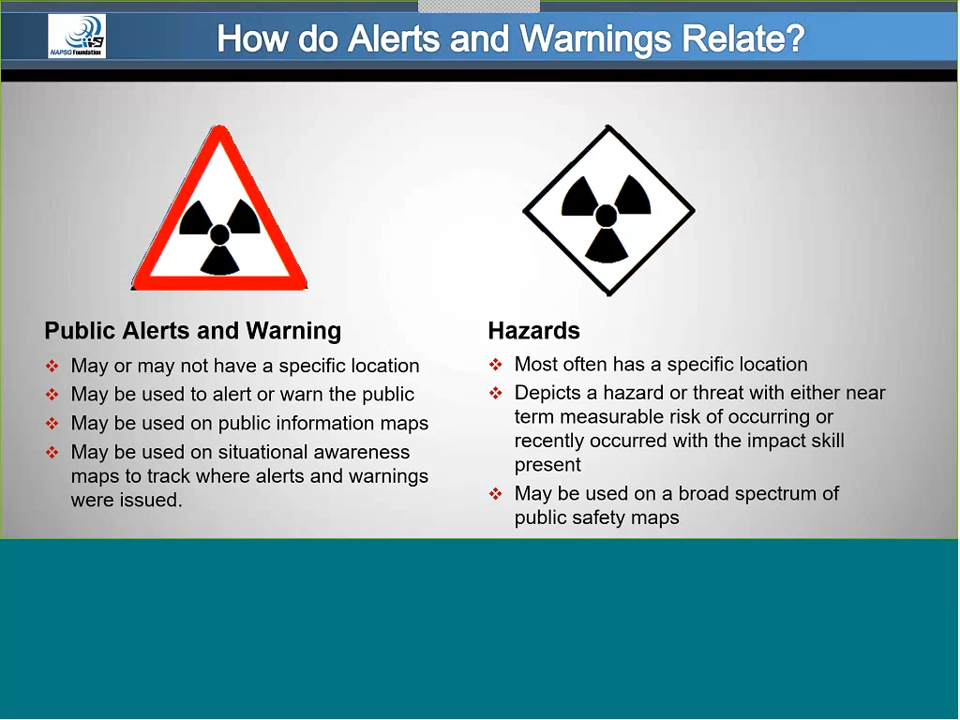 How do Alerts and Warnings Relate?
NAPSG Foundation
Public Alerts and Warning
May or may not have a specific location
May be used to alert or warn the public
May be used on public information maps
May be used on situational awareness
maps to track where alerts and warnings
were issued.
Hazards
Most often has a specific location
Depicts a hazard or threat with either near
term measurable risk of occurring or
recently occurred with the impact skill
present
May be used on a broad spectrum of
public safety maps